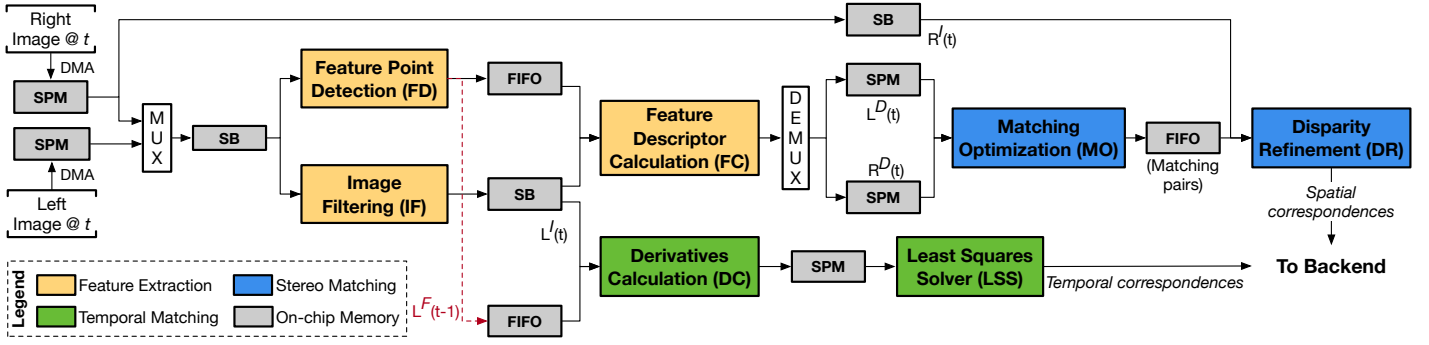 Right
Image @ t
DMA
SPM
SPM
DMA
Left
Image @ t
MUX
SB
Feature Point
Detection (FD)
Image
Filtering (IF)
FIFO
SB
L^I(t)
L^F(t-1)
FIFO
Feature
Descriptor
Calculation (FC)
DEMUX
SPM
L^D(t)
R^D(t)
SPM
SB
R^I(t)
Matching
Optimization (MO)
FIFO
(Matching
pairs)
Disparity
Refinement (DR)
Spatial
correspondences
Derivatives
Calculation (DC)
SPM
Least Squares
Solver (LSS)
Temporal correspondences
To Backend
Legend
Feature Extraction
Stereo Matching
Temporal Matching
On-chip Memory